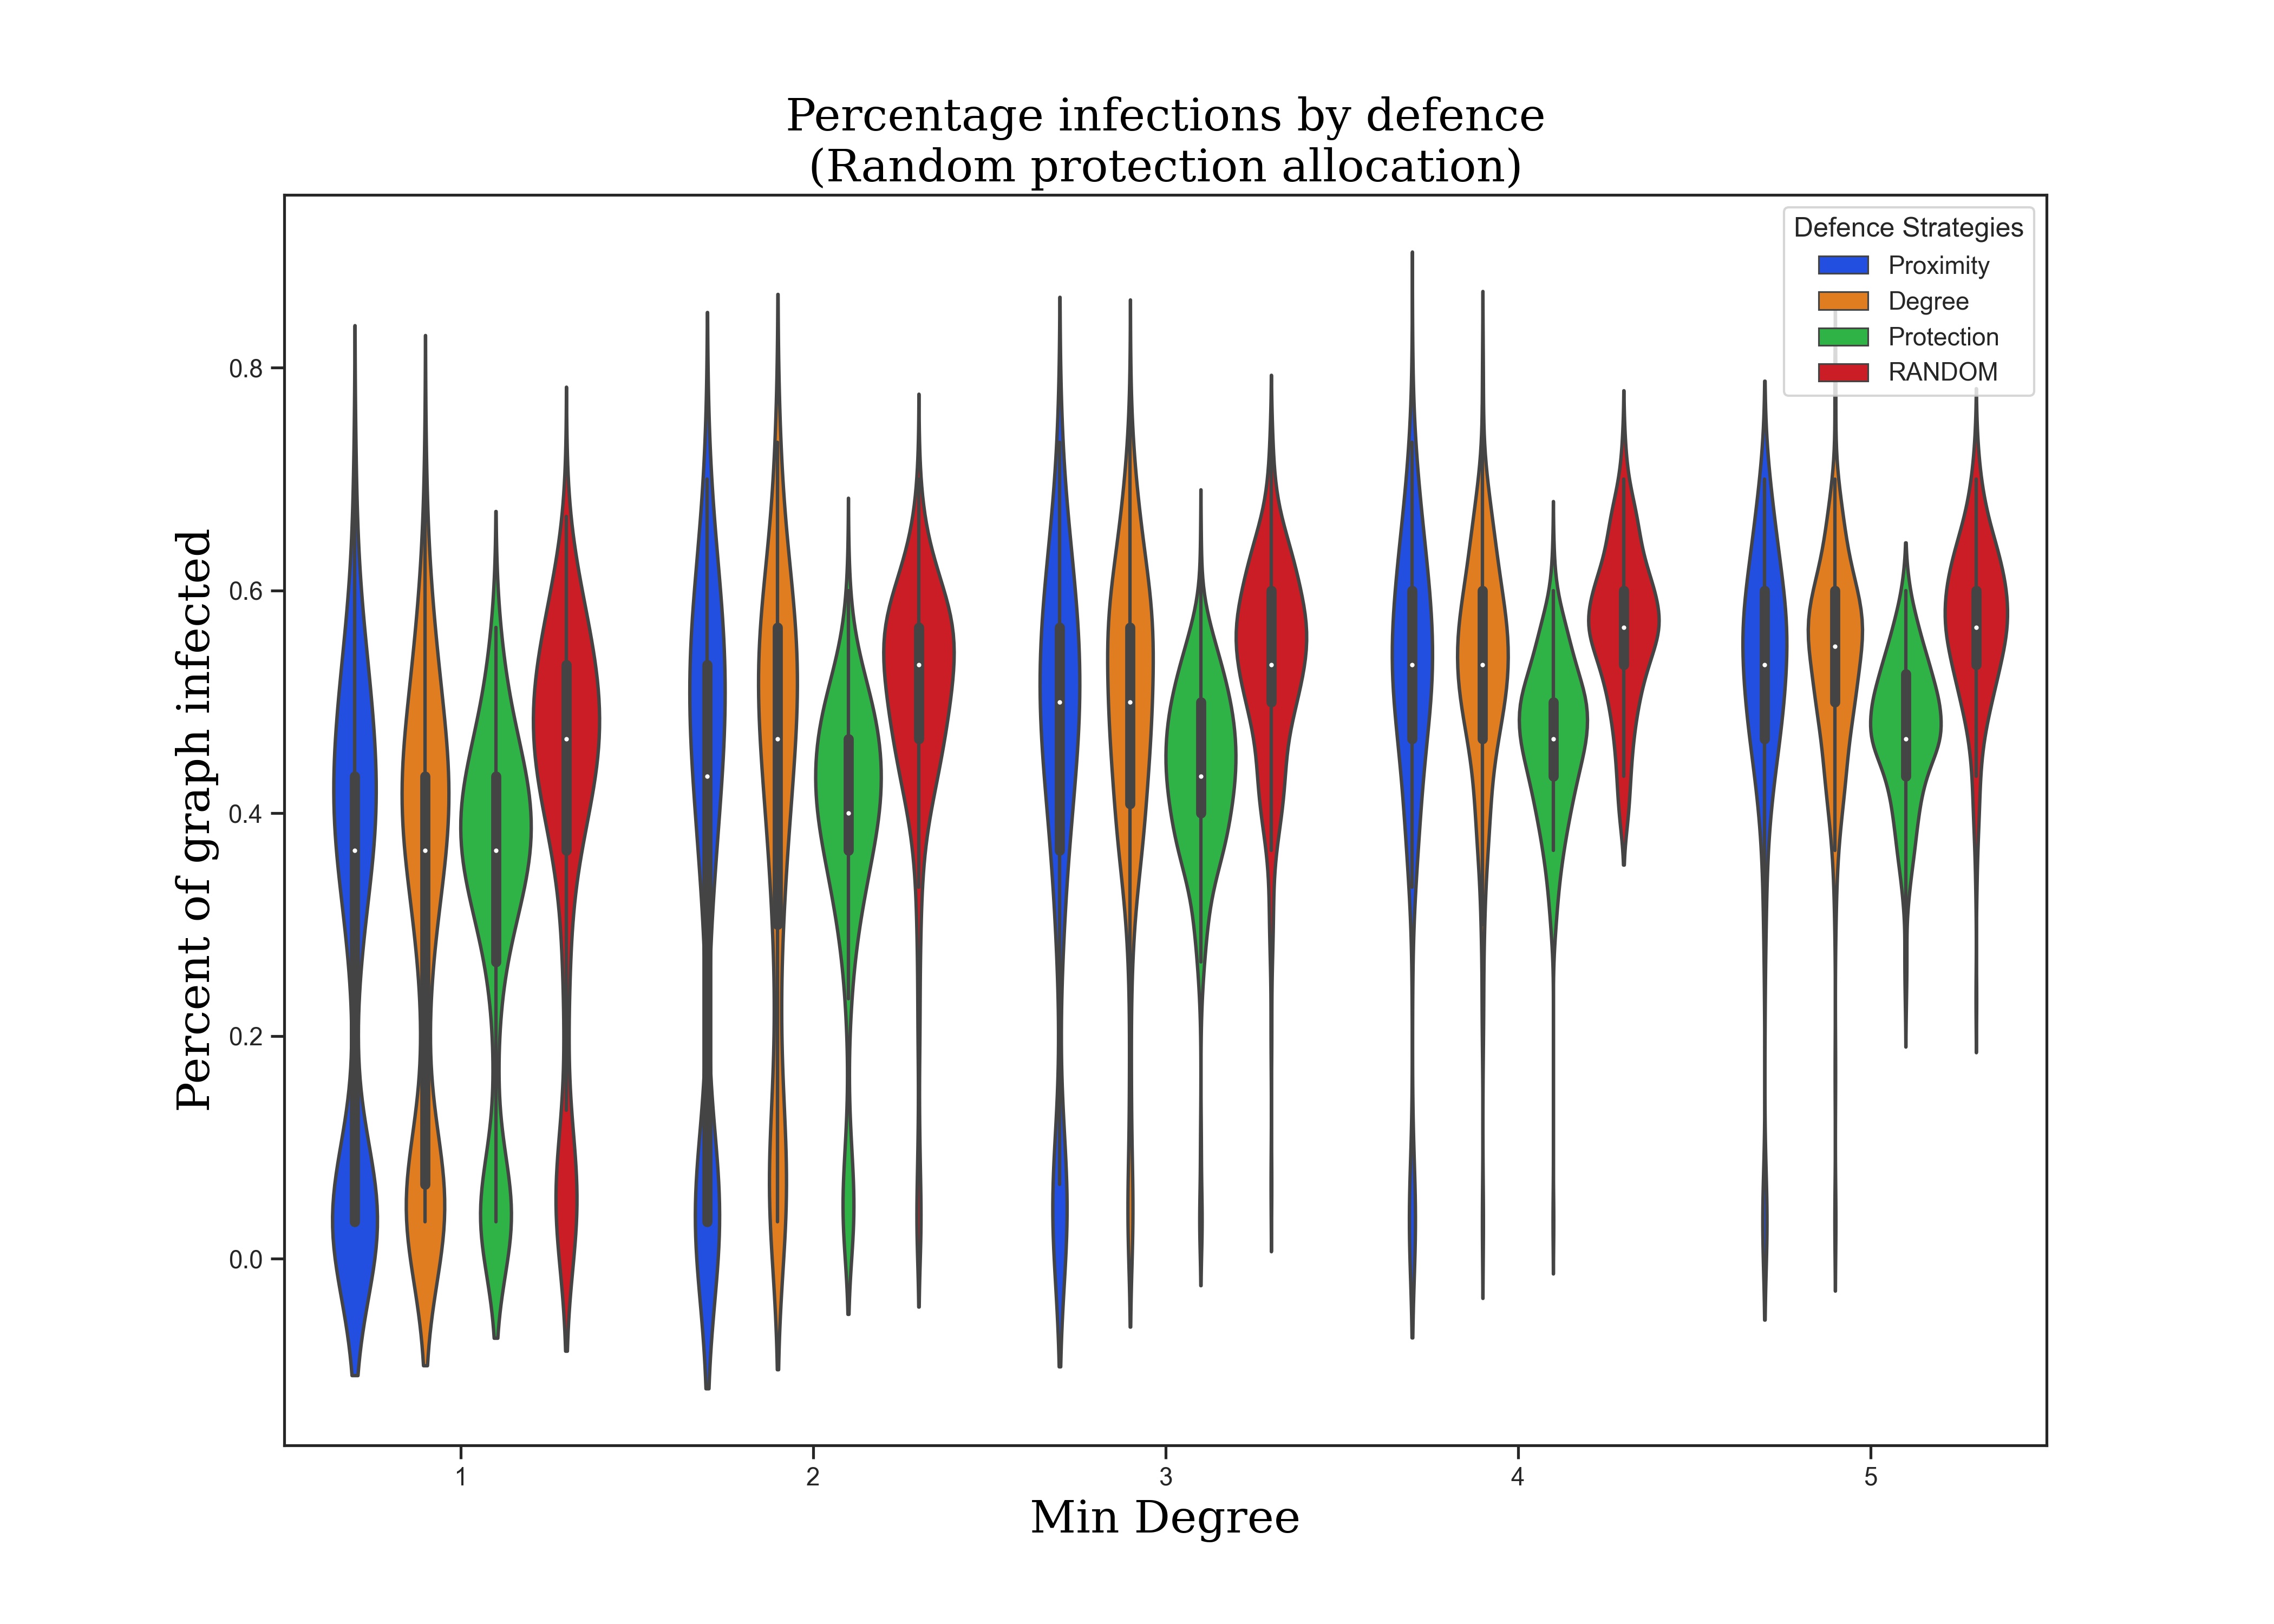 Percentage infections by defence
(Random protection allocation)
Defence Strategies
Proximity
Degree
Protection
RANDOM
Percent of graph infected
0.8
0.6
0.4
0.2
0.0
1 2 3 4 5
Min Degree